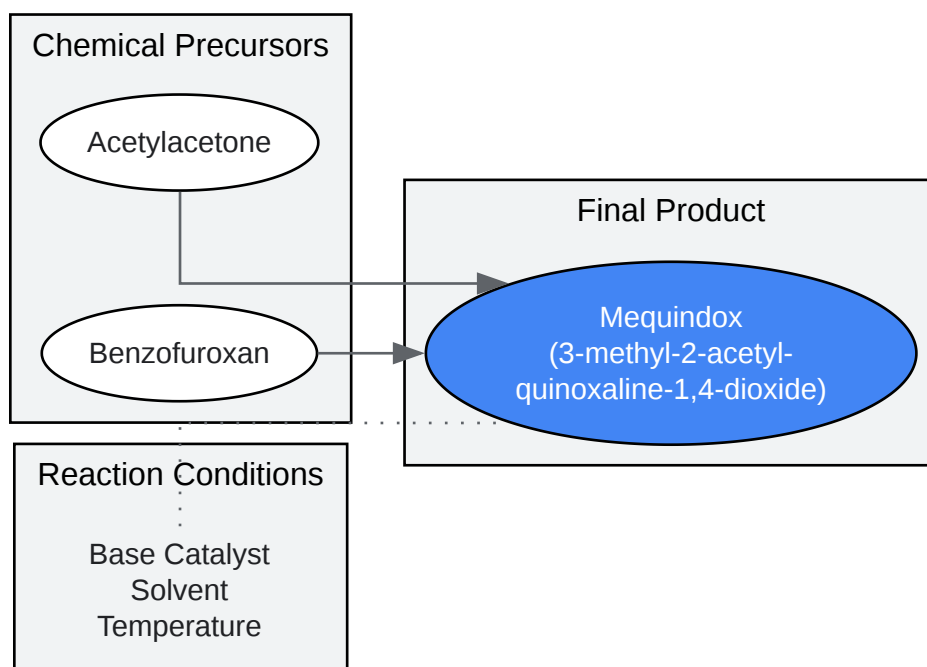 Chemical Precursors
Acetylacetone
Benzofuroxan
Final Product
Mequindox
(3-methyl-2-acetyl-
quinoxaline-1,4-dioxide)
Reaction Conditions
Base Catalyst
Solvent
Temperature